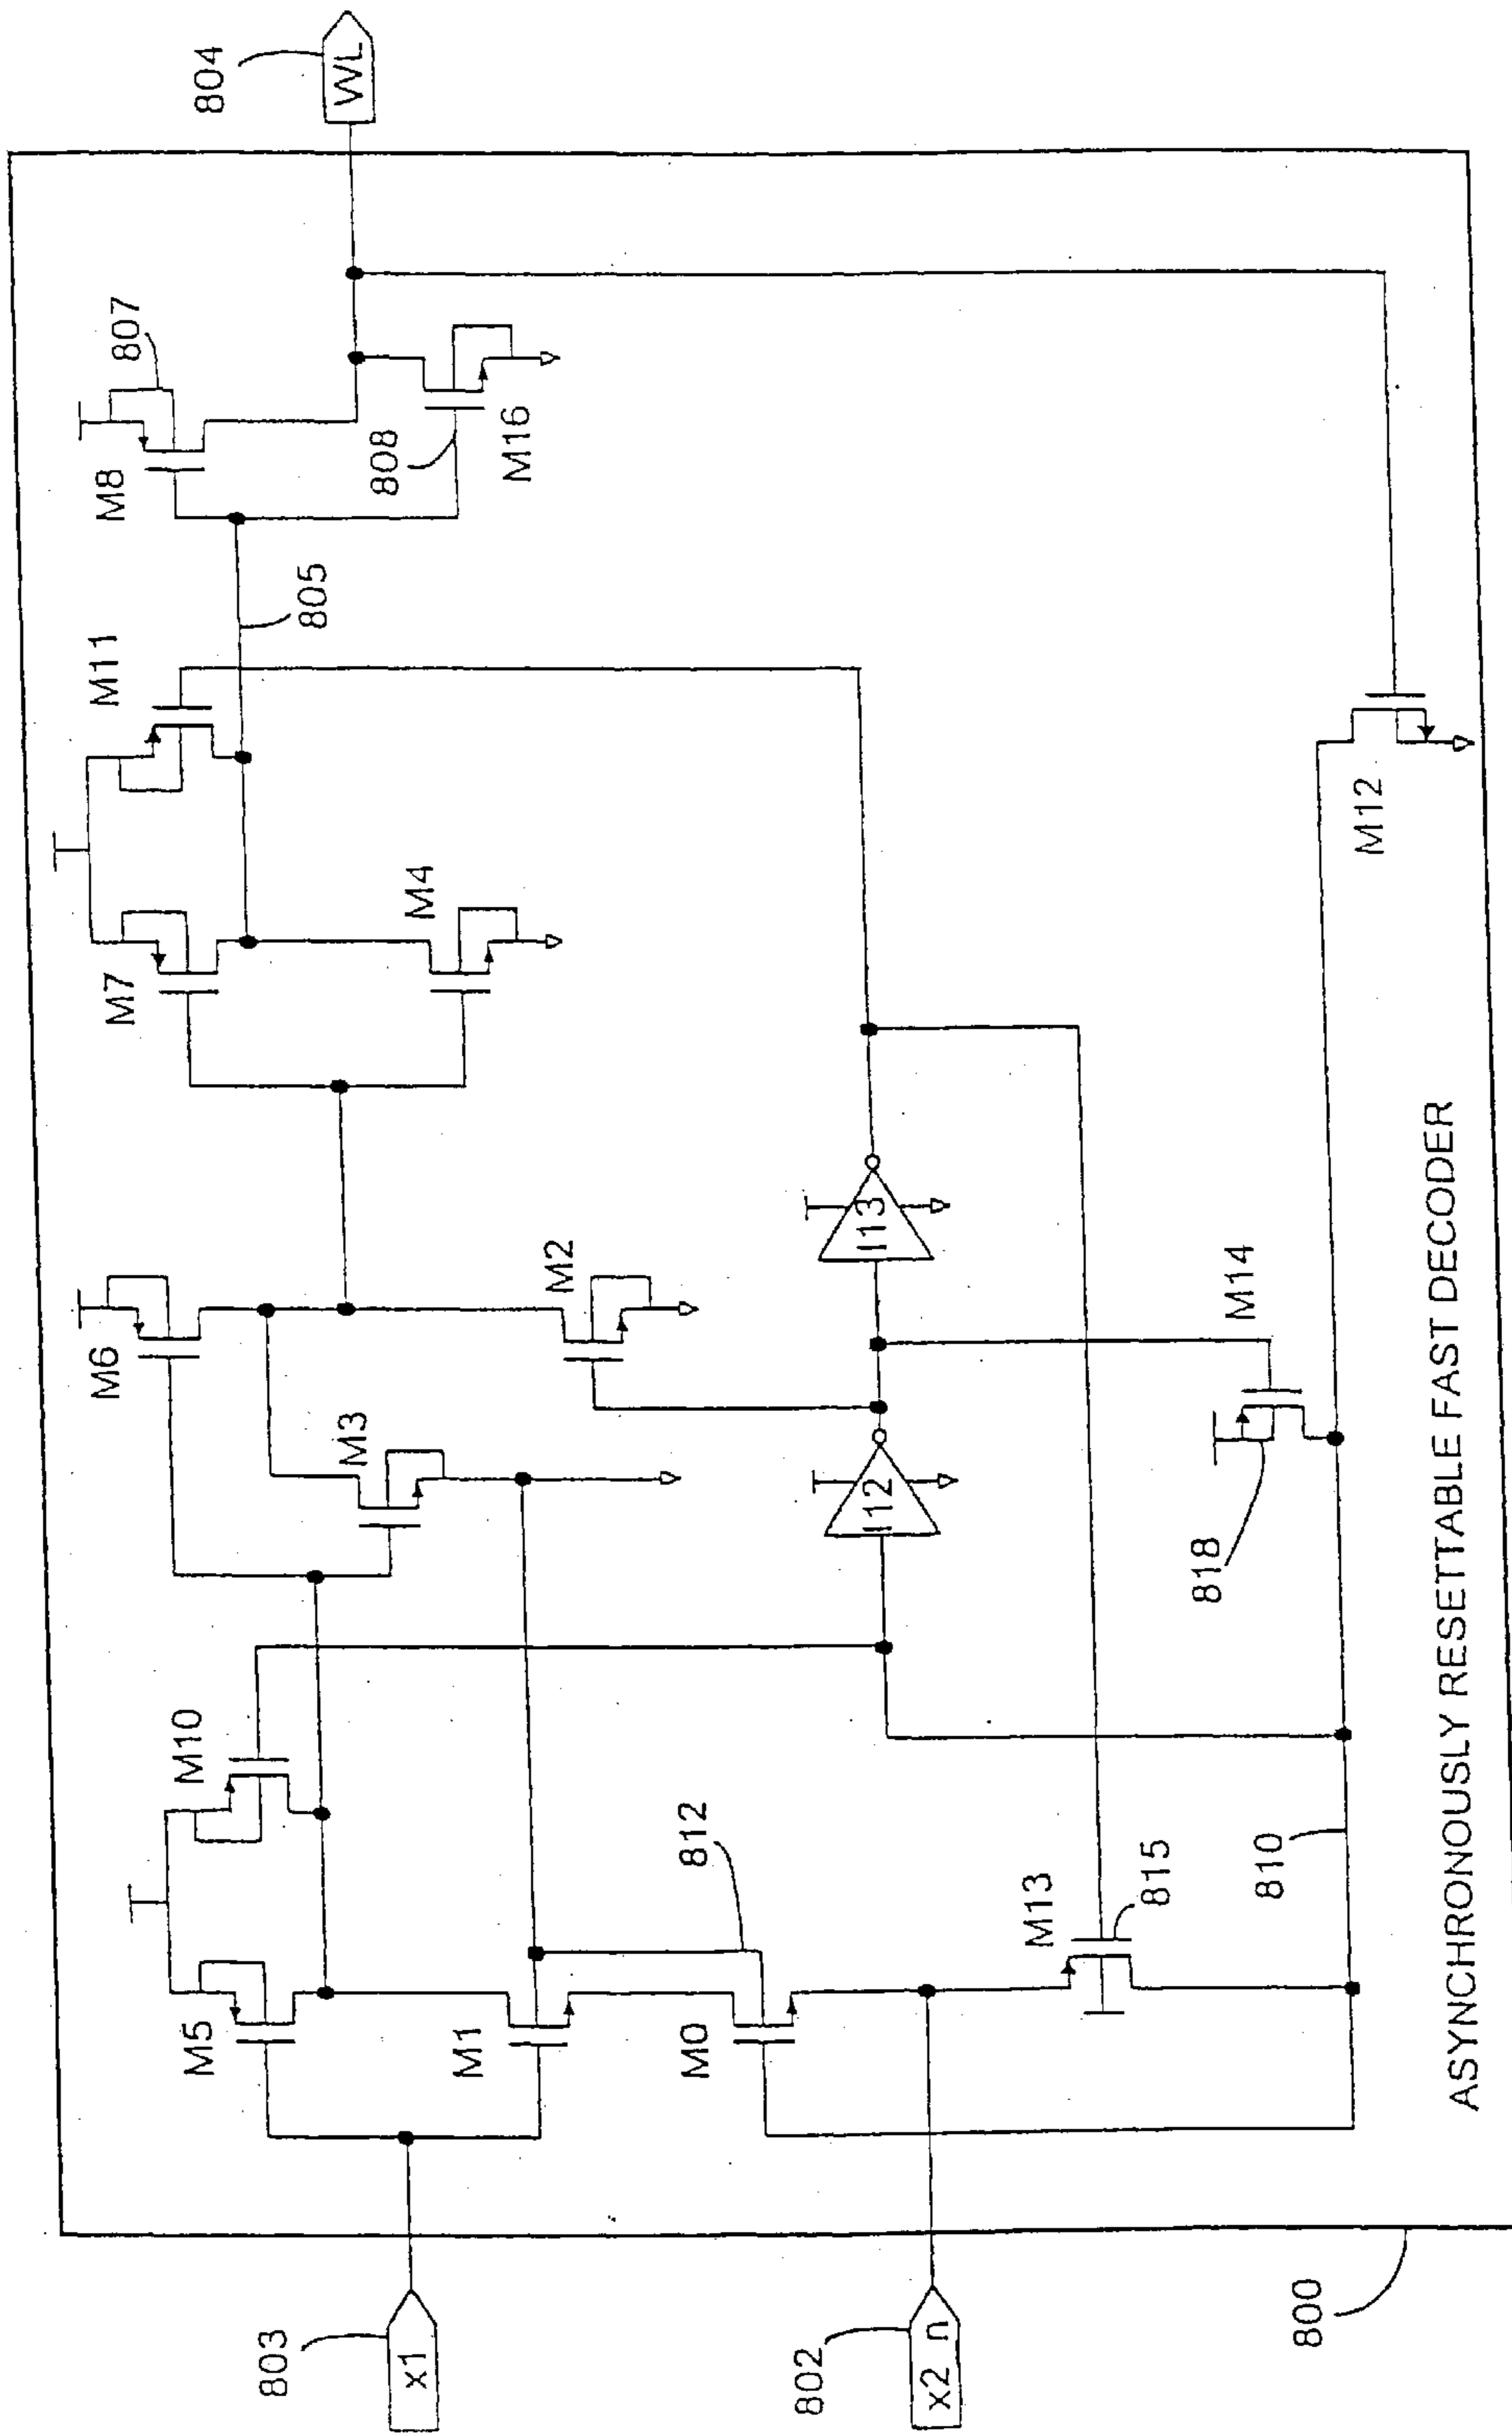 804
WL
807
M8
808
M16
805
M11
M7
M4
M6
M3
M2
M10
M5
M1
M0
812
I12
I13
M13
815
M14
818
810
M12
803
x1
802
x2_n
800
ASYNCHRONOUSLY RESETTABLE FAST DECODER